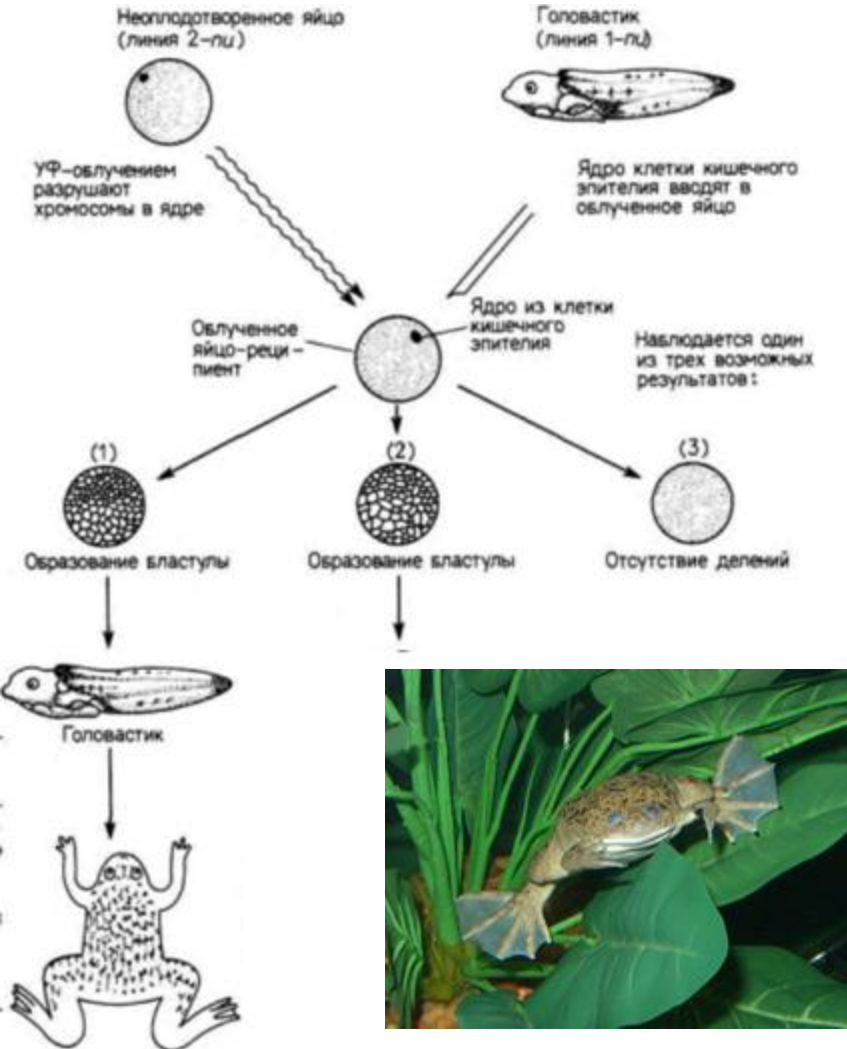 Неоплодотворенное яйцо
(линия 2-nu)
Головастик
(линия 1-nu)
УФ-облучением
разрушают
хромосомы в ядре
Ядро клетки кишечного
эпителия вводят в
облученное яйцо
Облученное
яйцо-реци-
пиент
Ядро из клетки
кишечного
эпителия
Наблюдается один
из трех возможных
результатов:
(1)
(2)
(3)
Образование бластулы
Образование бластулы
Отсутствие делений
Головастик